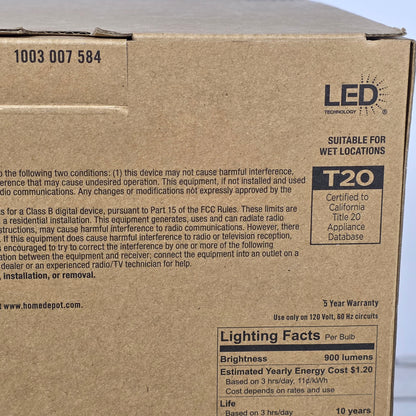 1003 007 584
LED
TECHNOLOGY
SUITABLE FOR
WET LOCATIONS
T20
Certified to
California
Title 20
Appliance
Database
the following two conditions: (1) this device may not cause harmful interference,
ference that may cause undesired operation. This equipment, if not installed and used
adio communications. Any changes or modifications not expressly approved by the
ts for a Class B digital device, pursuant to Part 15 of the FCC Rules. These limits are
a residential installation. This equipment generates, uses and can radiate radio
structions, may cause harmful interference to radio communications. However, there
. If this equipment does cause harmful interference to radio or television reception,
encouraged to try to correct the interference by one or more of the following
ation between the equipment and receiver; connect the equipment into an outlet on a
dealer or an experienced radio/TV technician for help.
, installation, or removal.
www.homedepot.com.
5 Year Warranty
Use only on 120 Volt, 60 Hz circuits
Lighting Facts Per Bulb
Brightness 900 lumens
Estimated Yearly Energy Cost $1.20
Based on 3 hrs/day, 11¢/kWh
Cost depends on rates and use
Life
Based on 3 hrs/day 10 years